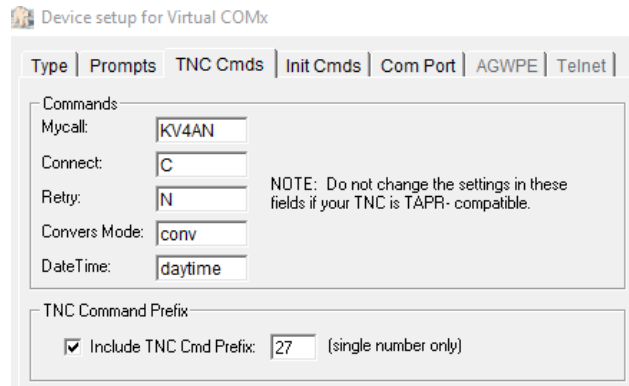 Device setup for Virtual COMx
Type Prompts TNC Cmds Init Cmds Com Port AGWPE Telnet
Commands
Mycall: KV4AN
Connect: C
Retry: N
NOTE: Do not change the settings in these
fields if your TNC is TAPR- compatible.
Convers Mode: conv
DateTime: daytime
TNC Command Prefix
Include TNC Cmd Prefix: 27 (single number only)